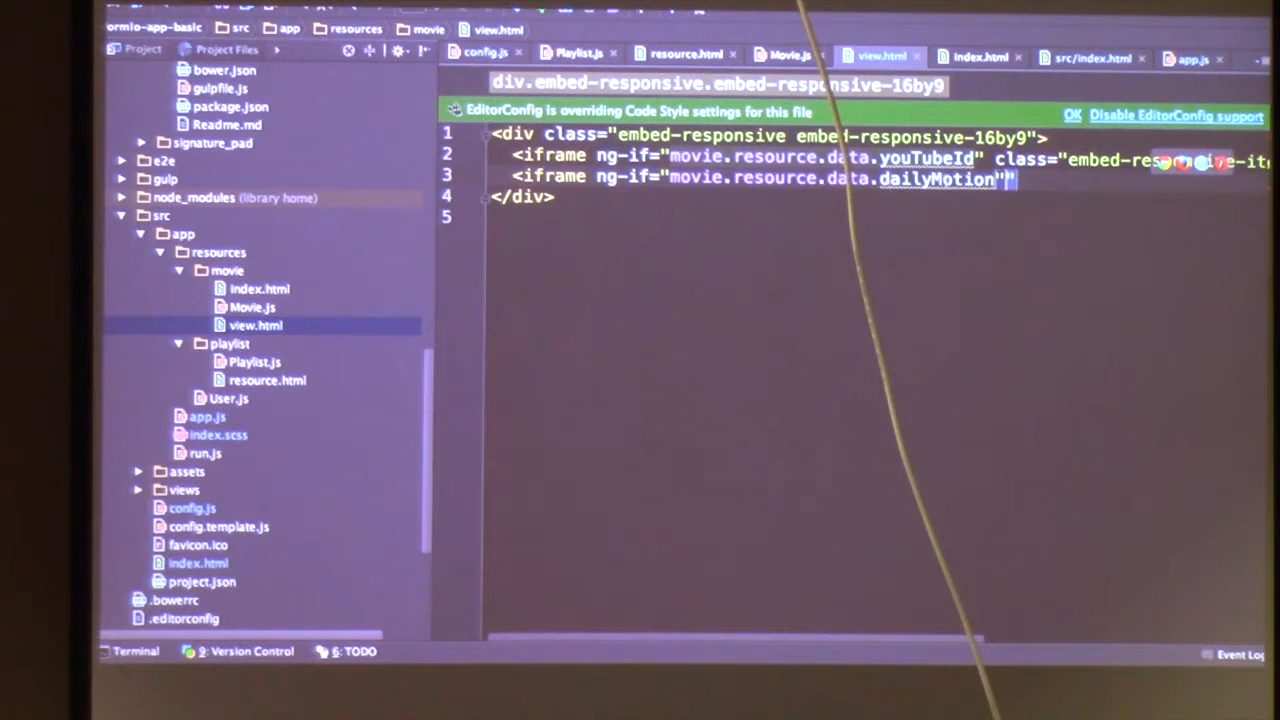 ormio-app-basic src app resources movie view.html
Project Project Files
config.js Playlist.js resource.html Movie.js view.html index.html src/index.html app.js
div.embed-responsive.embed-responsive-16by9
EditorConfig is overriding Code Style settings for this file OK Disable EditorConfig support
1 <div class="embed-responsive embed-responsive-16by9">
2 <iframe ng-if="movie.resource.data.youTubeId" class="embed-responsive-ite
3 <iframe ng-if="movie.resource.data.dailyMotion""
4 </div>
5
bower.json
gulpfile.js
package.json
Readme.md
signature_pad
e2e
gulp
node_modules (library home)
src
app
resources
movie
index.html
Movie.js
view.html
playlist
Playlist.js
resource.html
User.js
app.js
index.scss
run.js
assets
views
config.js
config.template.js
favicon.ico
index.html
project.json
.bowerrc
.editorconfig
Terminal 9: Version Control 6: TODO Event Log